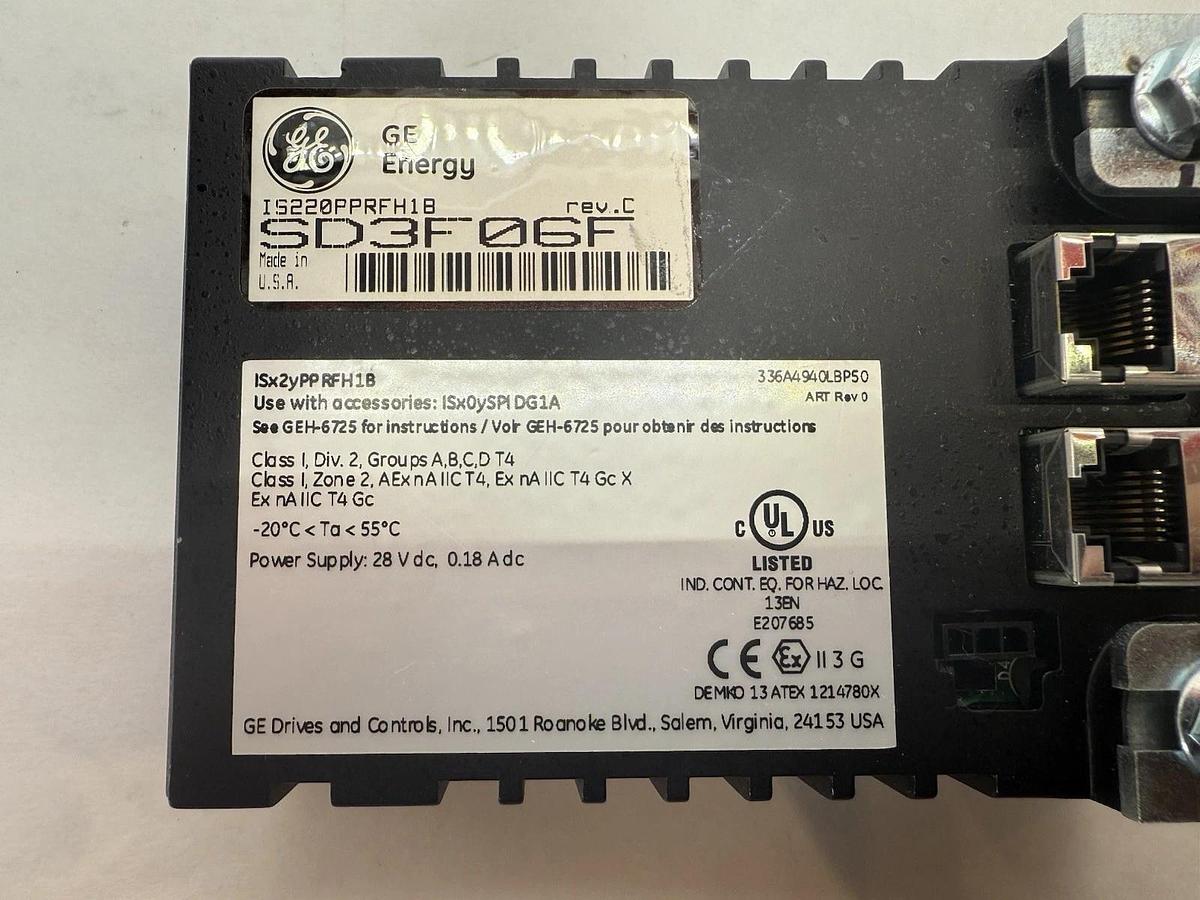 GE
GE
Energy
IS220PPRFH1B rev.C
SD3F06F
Made in
U.S.A.
ISx2yPPRFH1B 336A4940LBP50
Use with accessories: ISx0ySPIDG1A ART Rev 0
See GEH-6725 for instructions / Voir GEH-6725 pour obtenir des instructions
Class I, Div. 2, Groups A,B,C,D T4
Class I, Zone 2, AEx nA IIC T4, Ex nA IIC T4 Gc X
Ex nA IIC T4 Gc
-20°C < Ta < 55°C
Power Supply: 28 V dc, 0.18 A dc
C UL US
LISTED
IND. CONT. EQ. FOR HAZ. LOC.
13EN
E207685
CE Ex II 3 G
DEMKO 13 ATEX 1214780X
GE Drives and Controls, Inc., 1501 Roanoke Blvd., Salem, Virginia, 24153 USA